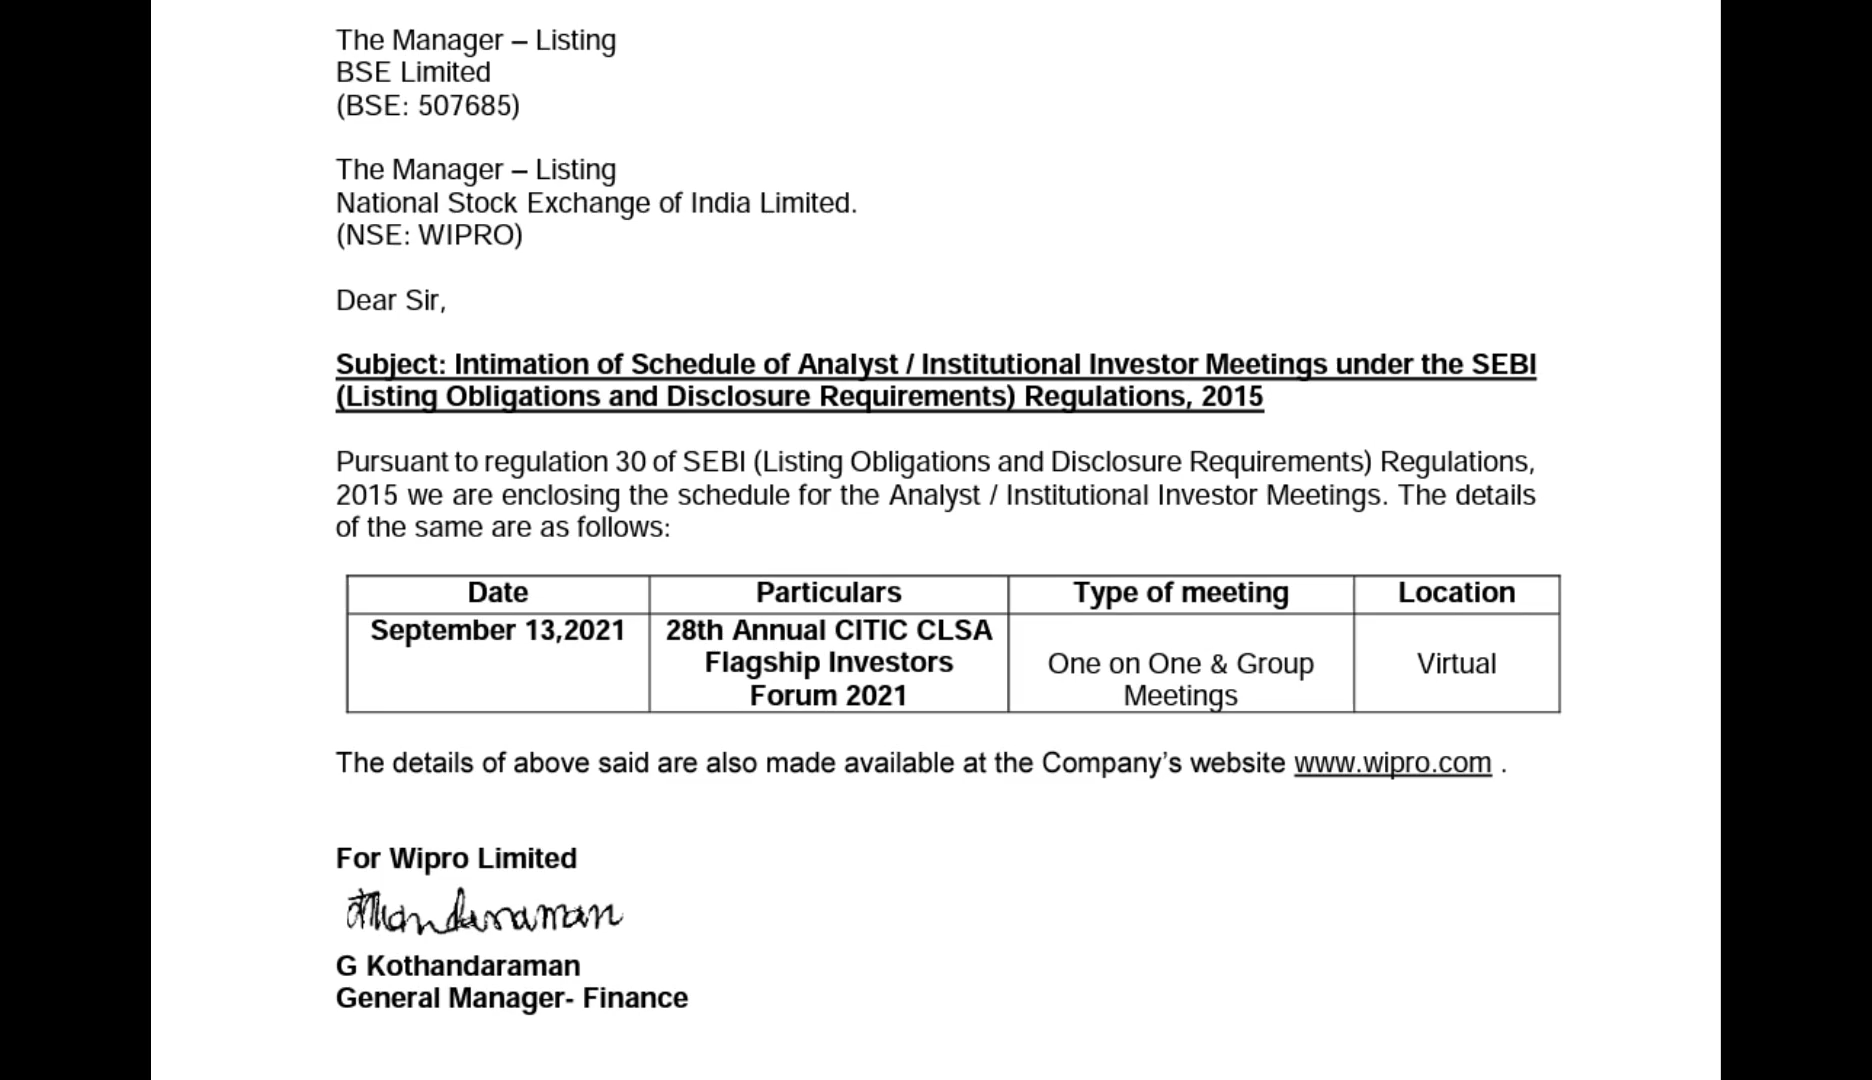 The Manager – Listing
BSE Limited
(BSE: 507685)
The Manager – Listing
National Stock Exchange of India Limited.
(NSE: WIPRO)
Dear Sir,
Subject: Intimation of Schedule of Analyst / Institutional Investor Meetings under the SEBI
(Listing Obligations and Disclosure Requirements) Regulations, 2015
Pursuant to regulation 30 of SEBI (Listing Obligations and Disclosure Requirements) Regulations,
2015 we are enclosing the schedule for the Analyst / Institutional Investor Meetings. The details
of the same are as follows:
Date Particulars Type of meeting Location
September 13,2021 28th Annual CITIC CLSA
Flagship Investors One on One & Group Virtual
Forum 2021 Meetings
The details of above said are also made available at the Company’s website www.wipro.com .
For Wipro Limited
G Kothandaraman
General Manager- Finance